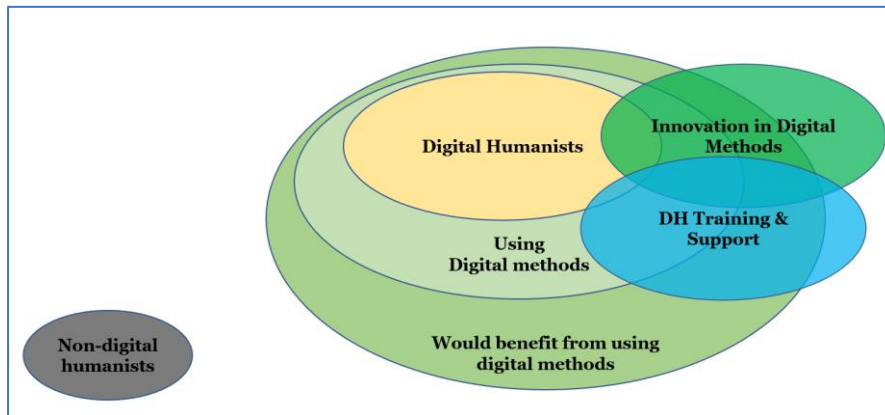 Digital Humanists
Innovation in Digital
Methods
DH Training &
Support
Using
Digital methods
Would benefit from using
digital methods
Non-digital
humanists